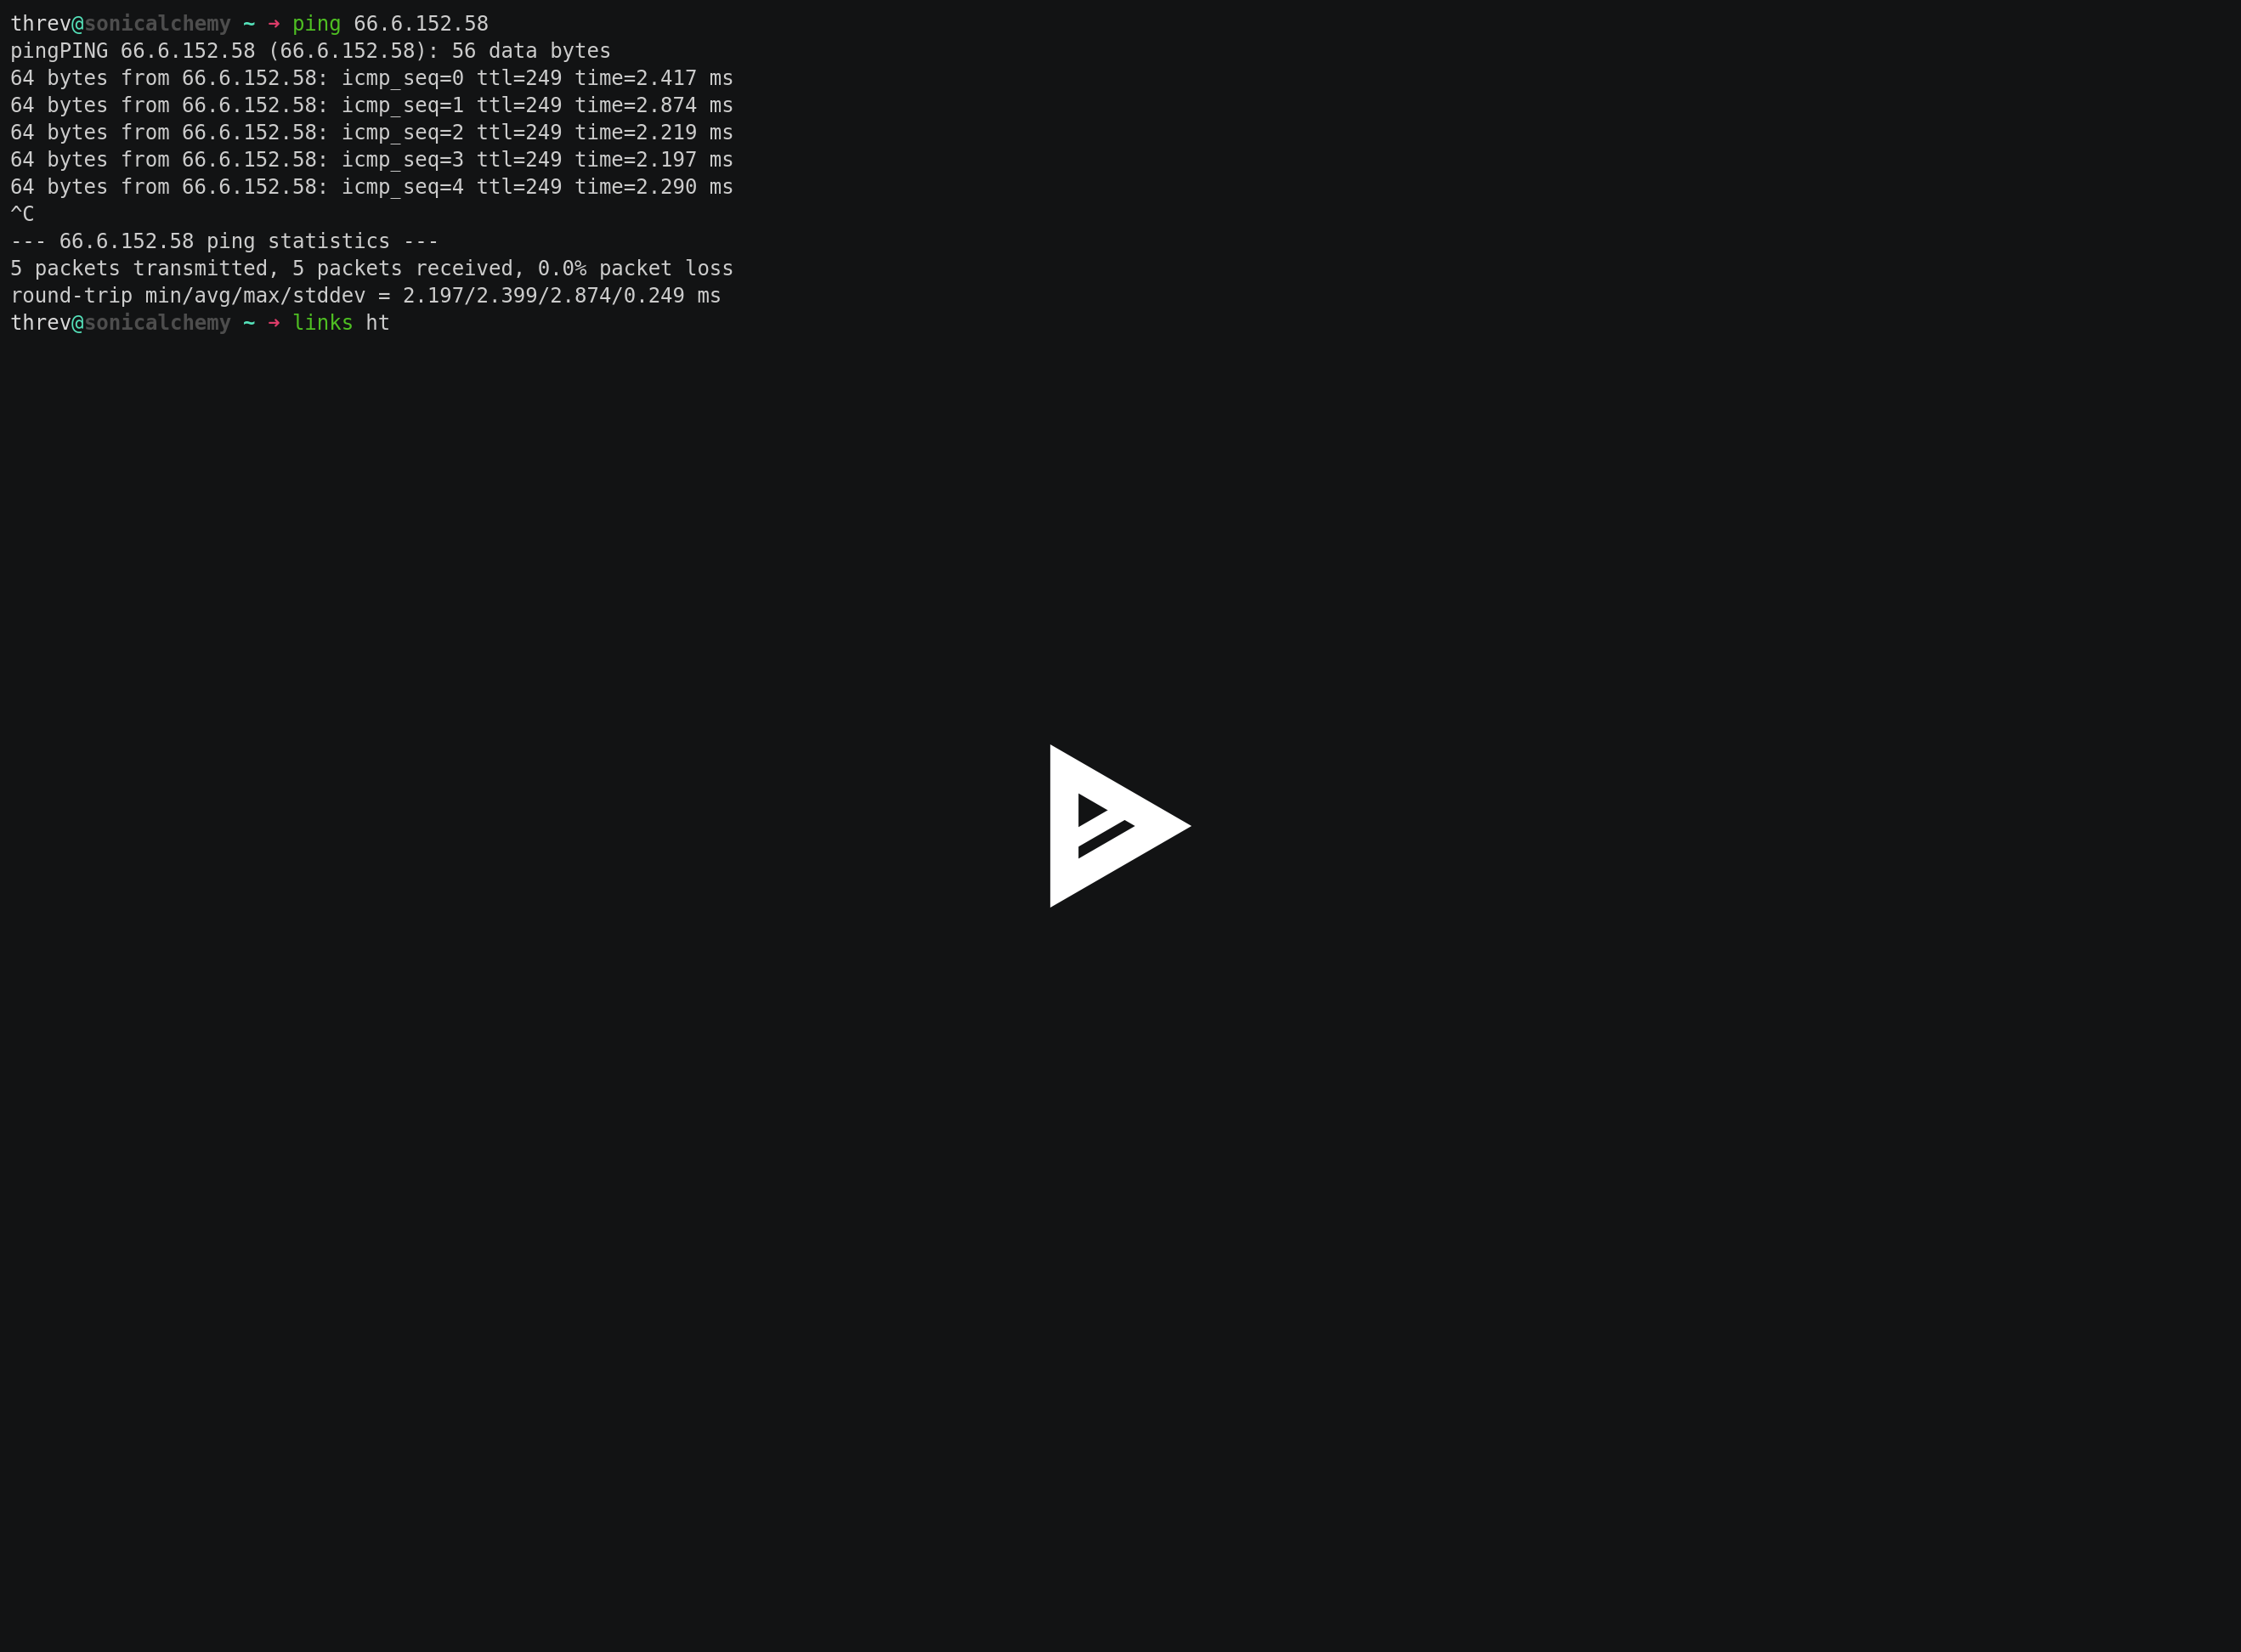 threv@sonicalchemy ~ ➜ ping 66.6.152.58
pingPING 66.6.152.58 (66.6.152.58): 56 data bytes
64 bytes from 66.6.152.58: icmp_seq=0 ttl=249 time=2.417 ms
64 bytes from 66.6.152.58: icmp_seq=1 ttl=249 time=2.874 ms
64 bytes from 66.6.152.58: icmp_seq=2 ttl=249 time=2.219 ms
64 bytes from 66.6.152.58: icmp_seq=3 ttl=249 time=2.197 ms
64 bytes from 66.6.152.58: icmp_seq=4 ttl=249 time=2.290 ms
^C
--- 66.6.152.58 ping statistics ---
5 packets transmitted, 5 packets received, 0.0% packet loss
round-trip min/avg/max/stddev = 2.197/2.399/2.874/0.249 ms
threv@sonicalchemy ~ ➜ links ht